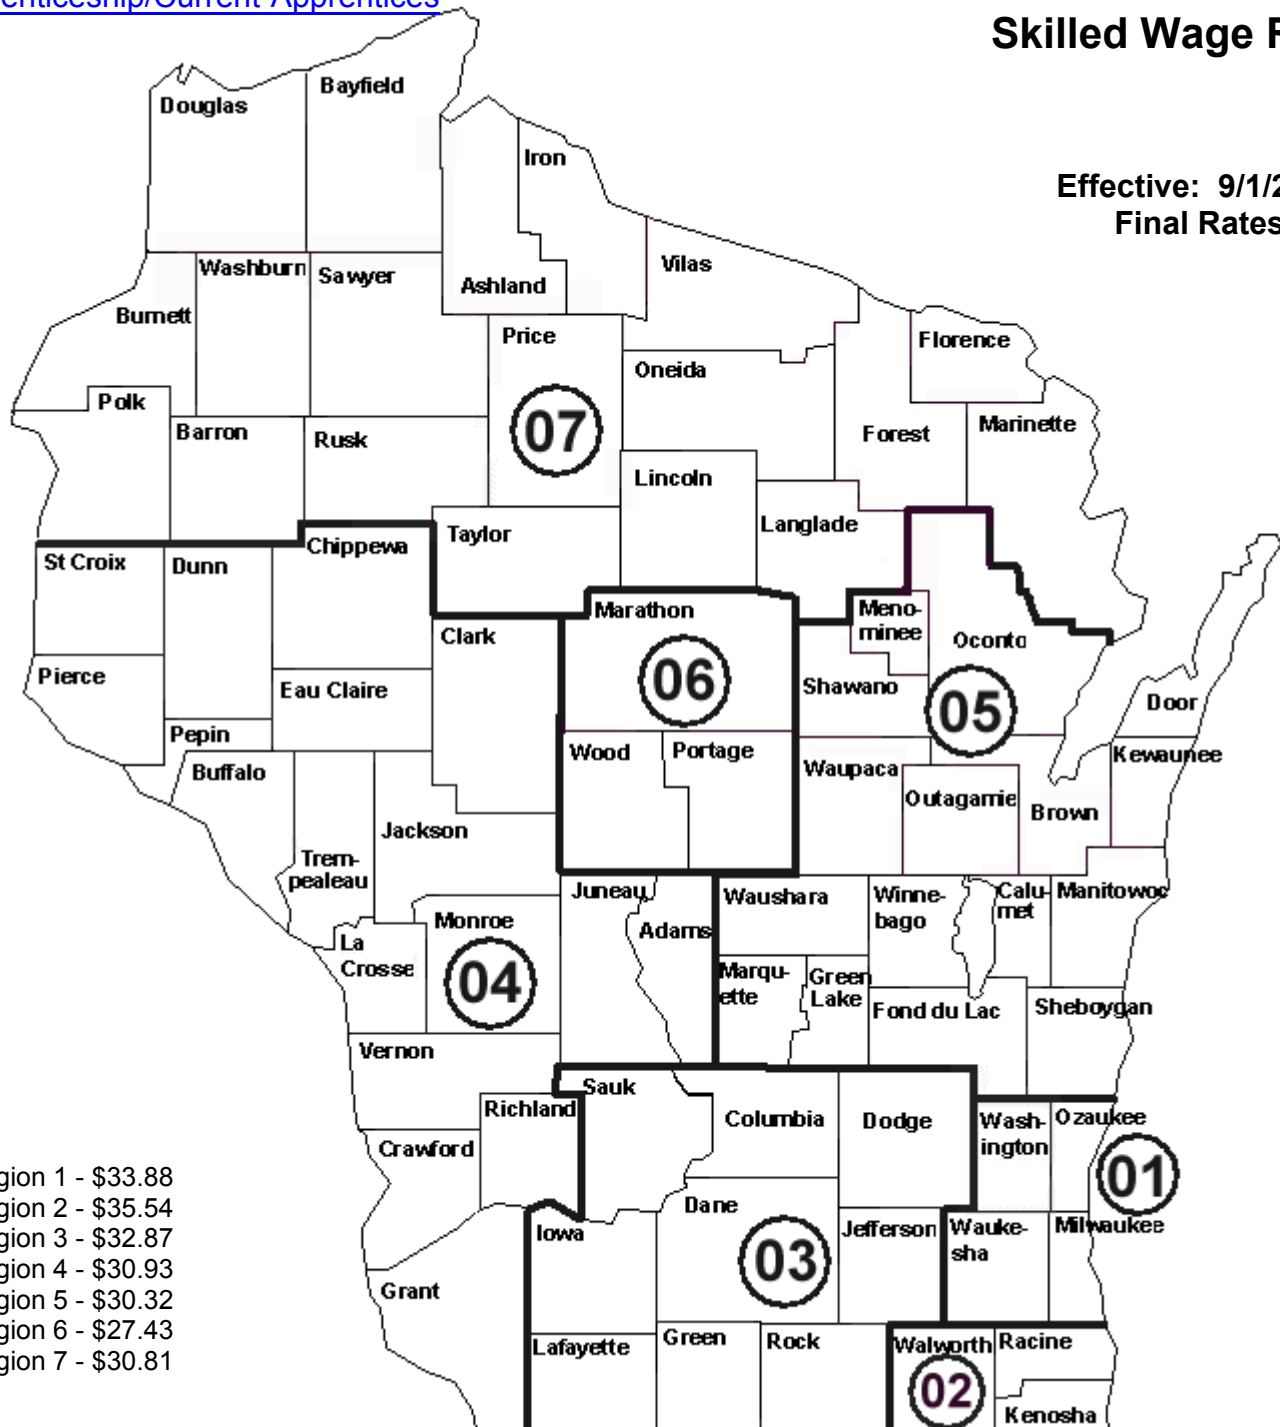 enticeship/Current-Apprentices
Skilled Wage R
Effective: 9/1/2
Final Rates
Douglas
Bayfield
Iron
Vilas
Washburn
Sawyer
Ashland
Burnett
Price
Florence
Oneida
Polk
Barron
Rusk
07
Forest
Marinette
Lincoln
Langlade
Taylor
Chippewa
St Croix
Dunn
Marathon
Meno-
minee
Clark
Oconto
06
Pierce
Eau Claire
Shawano
05
Door
Pepin
Wood
Portage
Kewaunee
Buffalo
Waupaca
Outagamie
Brown
Jackson
Trem-
pealeau
Juneau
Waushara
Winne-
bago
Calu-
met
Manitowoc
Monroe
Adams
La
Crosse
04
Marqu-
ette
Green
Lake
Fond du Lac
Sheboygan
Vernon
Sauk
Richland
Columbia
Dodge
Wash-
ington
Ozaukee
Crawford
01
Dane
Iowa
Jefferson
Wauke-
sha
Milwaukee
03
Grant
Lafayette
Green
Rock
Walworth
Racine
02
Kenosha
gion 1 - $33.88
gion 2 - $35.54
gion 3 - $32.87
gion 4 - $30.93
gion 5 - $30.32
gion 6 - $27.43
gion 7 - $30.81